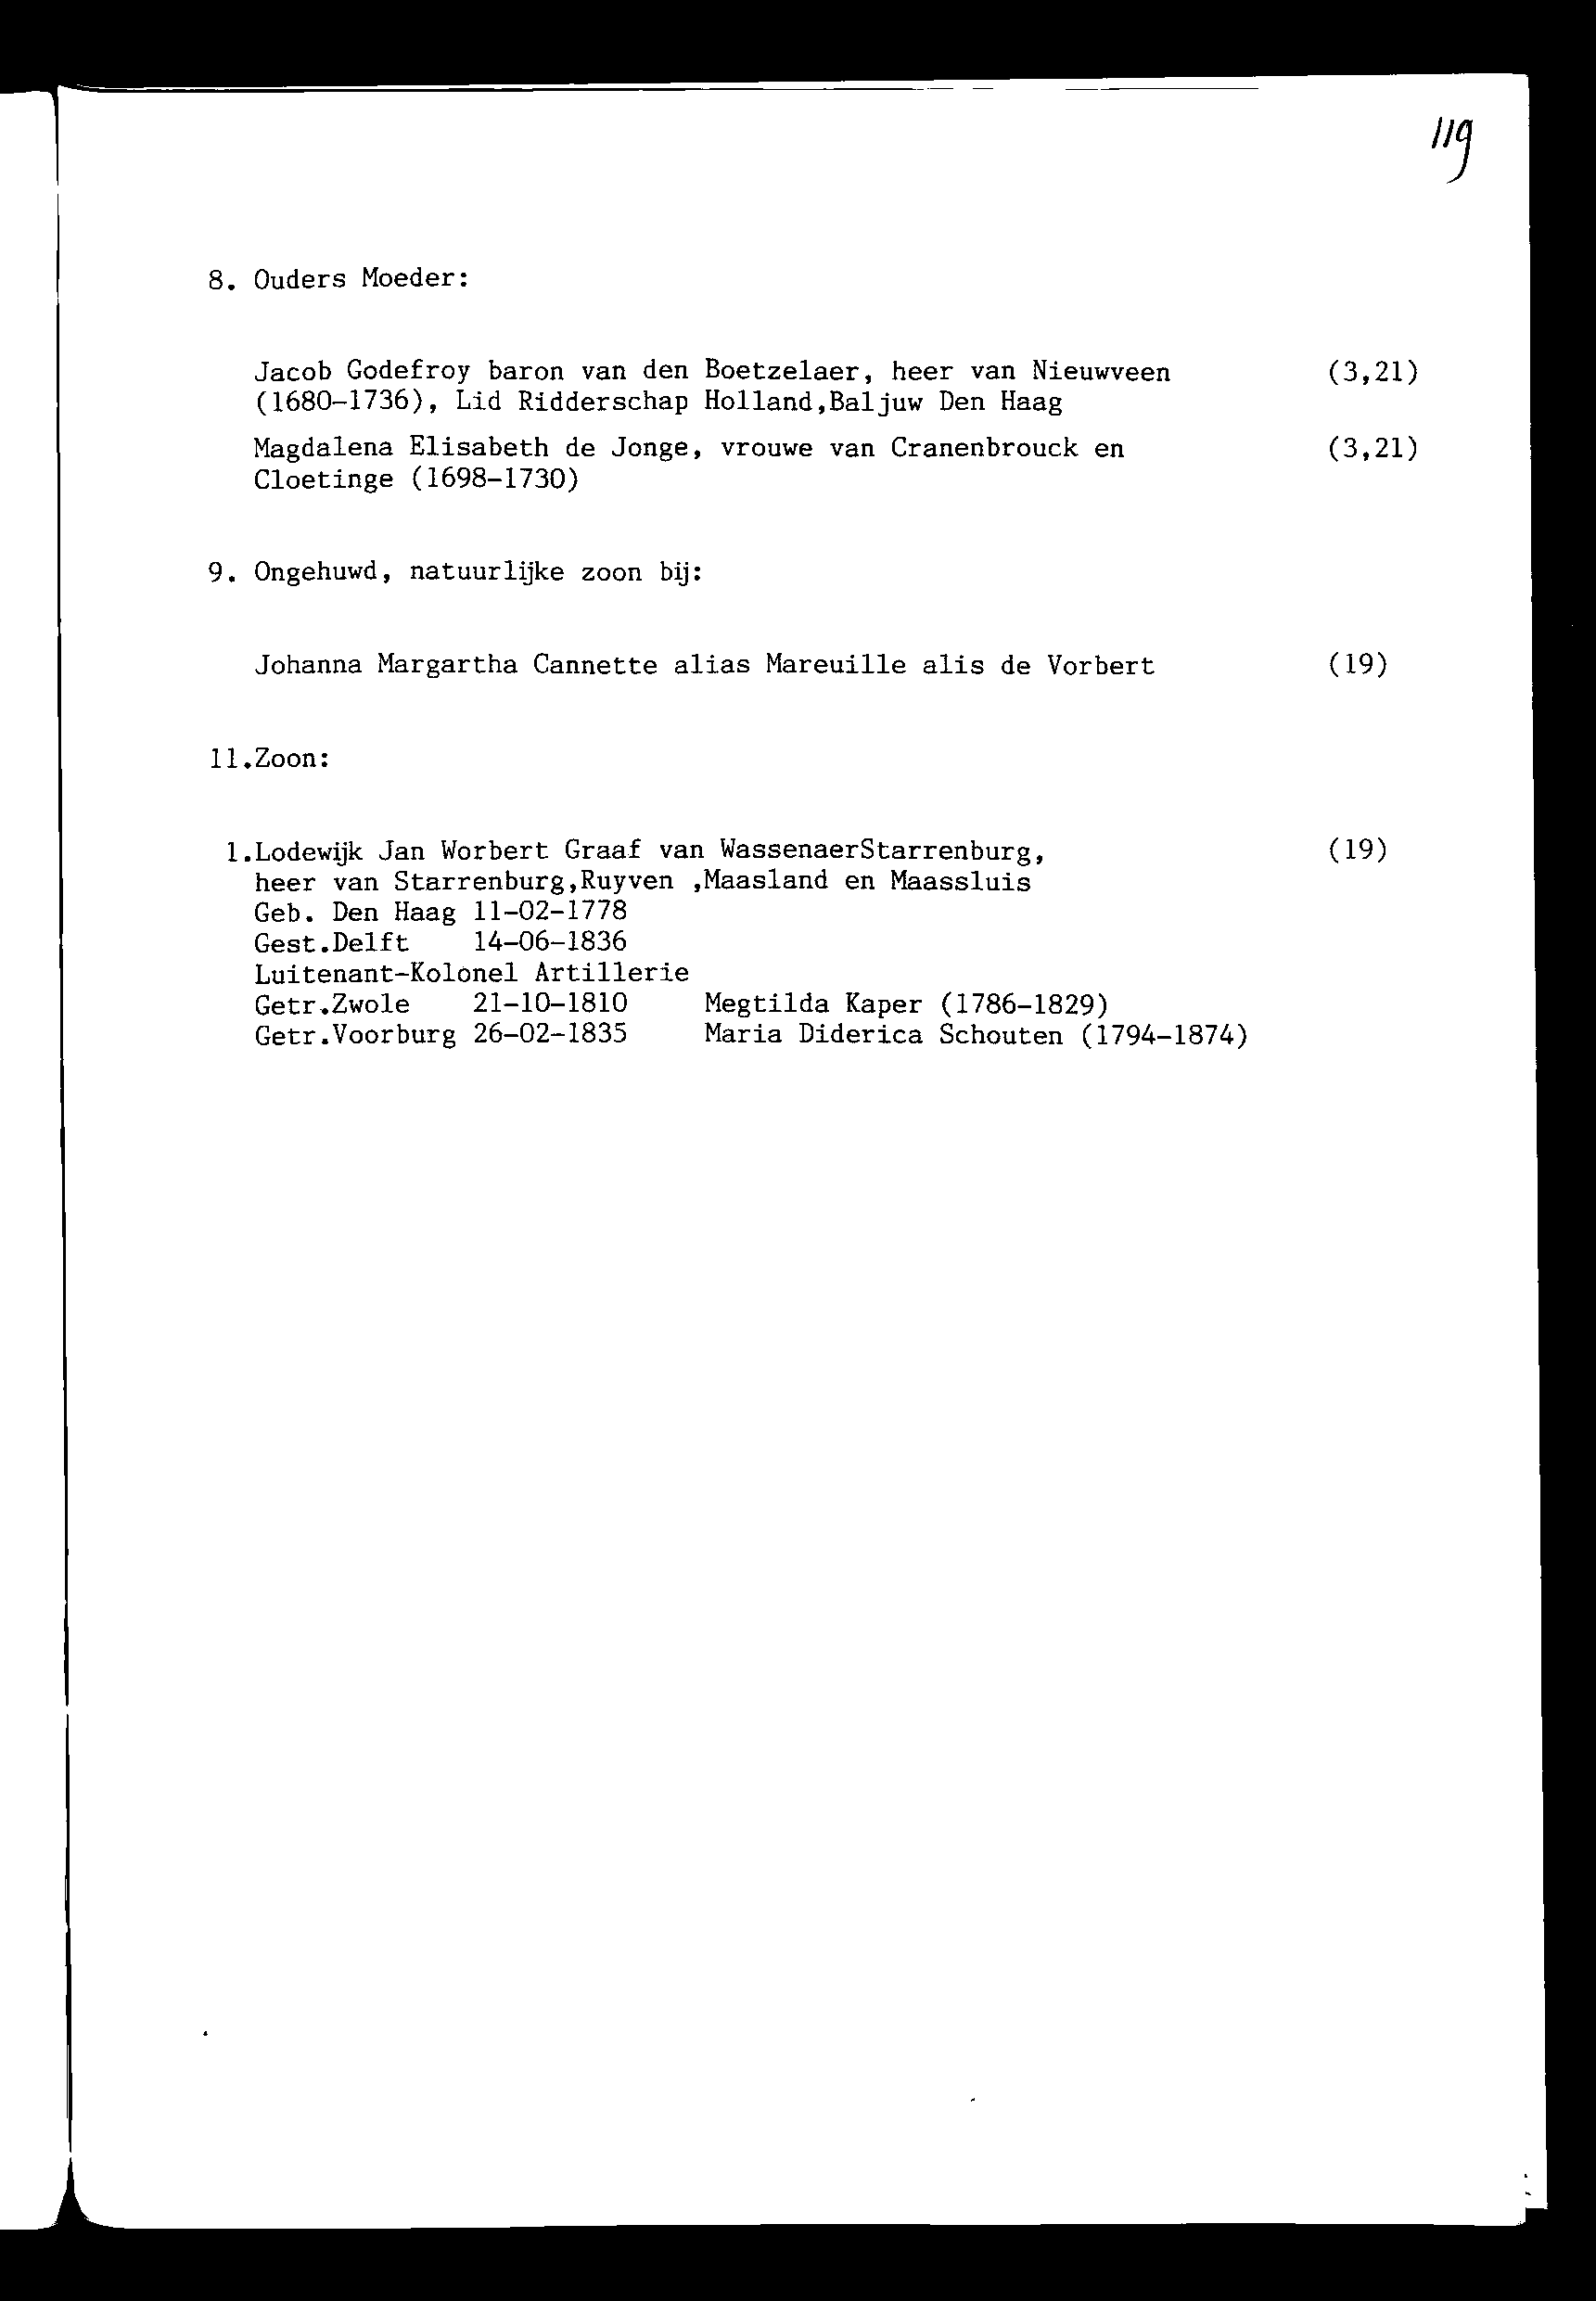 119
8. Ouders Moeder:
Jacob Godefroy baron van den Boetzelaer, heer van Nieuwveen (3,21)
(1680-1736), Lid Ridderschap Holland,Baljuw Den Haag
Magdalena Elisabeth de Jonge, vrouwe van Cranenbrouck en (3,21)
Cloetinge (1698-1730)
9. Ongehuwd, natuurlijke zoon bij:
Johanna Margartha Cannette alias Mareuille alis de Vorbert (19)
11.Zoon:
1.Lodewijk Jan Worbert Graaf van WassenaerStarrenburg, (19)
heer van Starrenburg,Ruyven ,Maasland en Maassluis
Geb. Den Haag 11-02-1778
Gest.Delft 14-06-1836
Luitenant-Kolonel Artillerie
Getr.Zwole 21-10-1810 Megtilda Kaper (1786-1829)
Getr.Voorburg 26-02-1835 Maria Diderica Schouten (1794-1874)